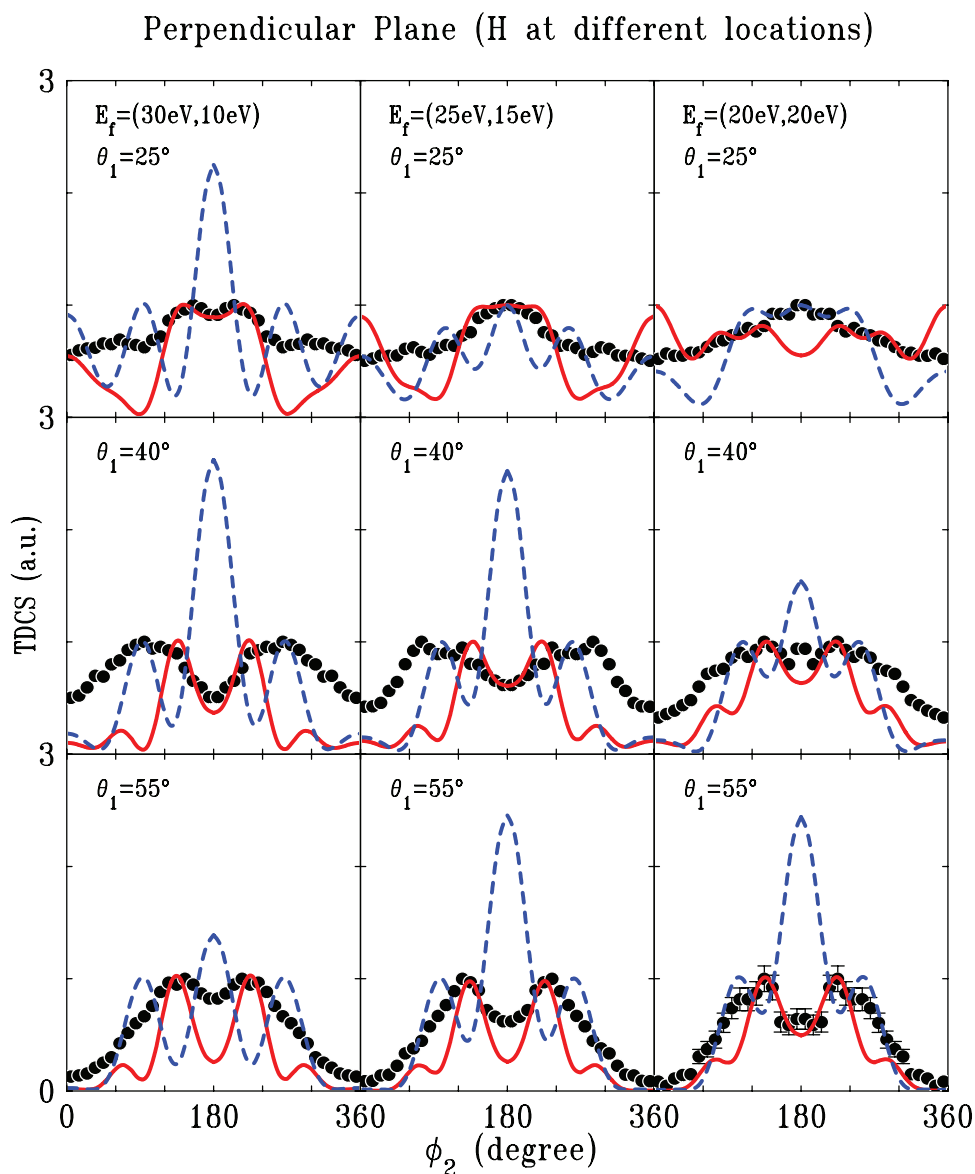 Perpendicular Plane (H at different locations)
3
E_f=(30eV,10eV)
θ_1=25°
E_f=(25eV,15eV)
θ_1=25°
E_f=(20eV,20eV)
θ_1=25°
3
θ_1=40°
θ_1=40°
θ_1=40°
TDCS (a.u.)
3
θ_1=55°
θ_1=55°
θ_1=55°
0
0 180 360 180 360 180 360
ϕ_2 (degree)